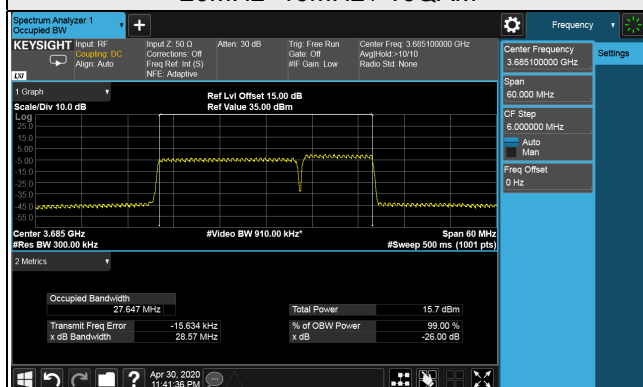 Spectrum Analyzer 1
Occupied BW
Frequency
KEYSIGHT
Input: RF
Coupling: DC
Align: Auto
Input Z: 50 Ω
Corrections: Off
Freq Ref: Int (S)
NFE: Adaptive
Atten: 30 dB
Trig: Free Run
Gate: Off
#IF Gain: Low
Center Freq: 3.685100000 GHz
Avg|Hold:>10/10
Radio Std: None
LXI
Center Frequency
3.685100000 GHz
Settings
Span
60.000 MHz
CF Step
6.000000 MHz
Auto
Man
Freq Offset
0 Hz
1 Graph
Scale/Div 10.0 dB
Ref Lvl Offset 15.00 dB
Ref Value 35.00 dBm
Log
25.0
15.0
5.00
-5.00
-15.0
-25.0
-35.0
-45.0
-55.0
Center 3.685 GHz
#Res BW 300.00 kHz
#Video BW 910.00 kHz*
Span 60 MHz
#Sweep 500 ms (1001 pts)
2 Metrics
Occupied Bandwidth
27.647 MHz
Total Power 15.7 dBm
Transmit Freq Error -15.634 kHz
% of OBW Power 99.00 %
x dB Bandwidth 28.57 MHz
x dB -26.00 dB
Apr 30, 2020
11:41:36 PM